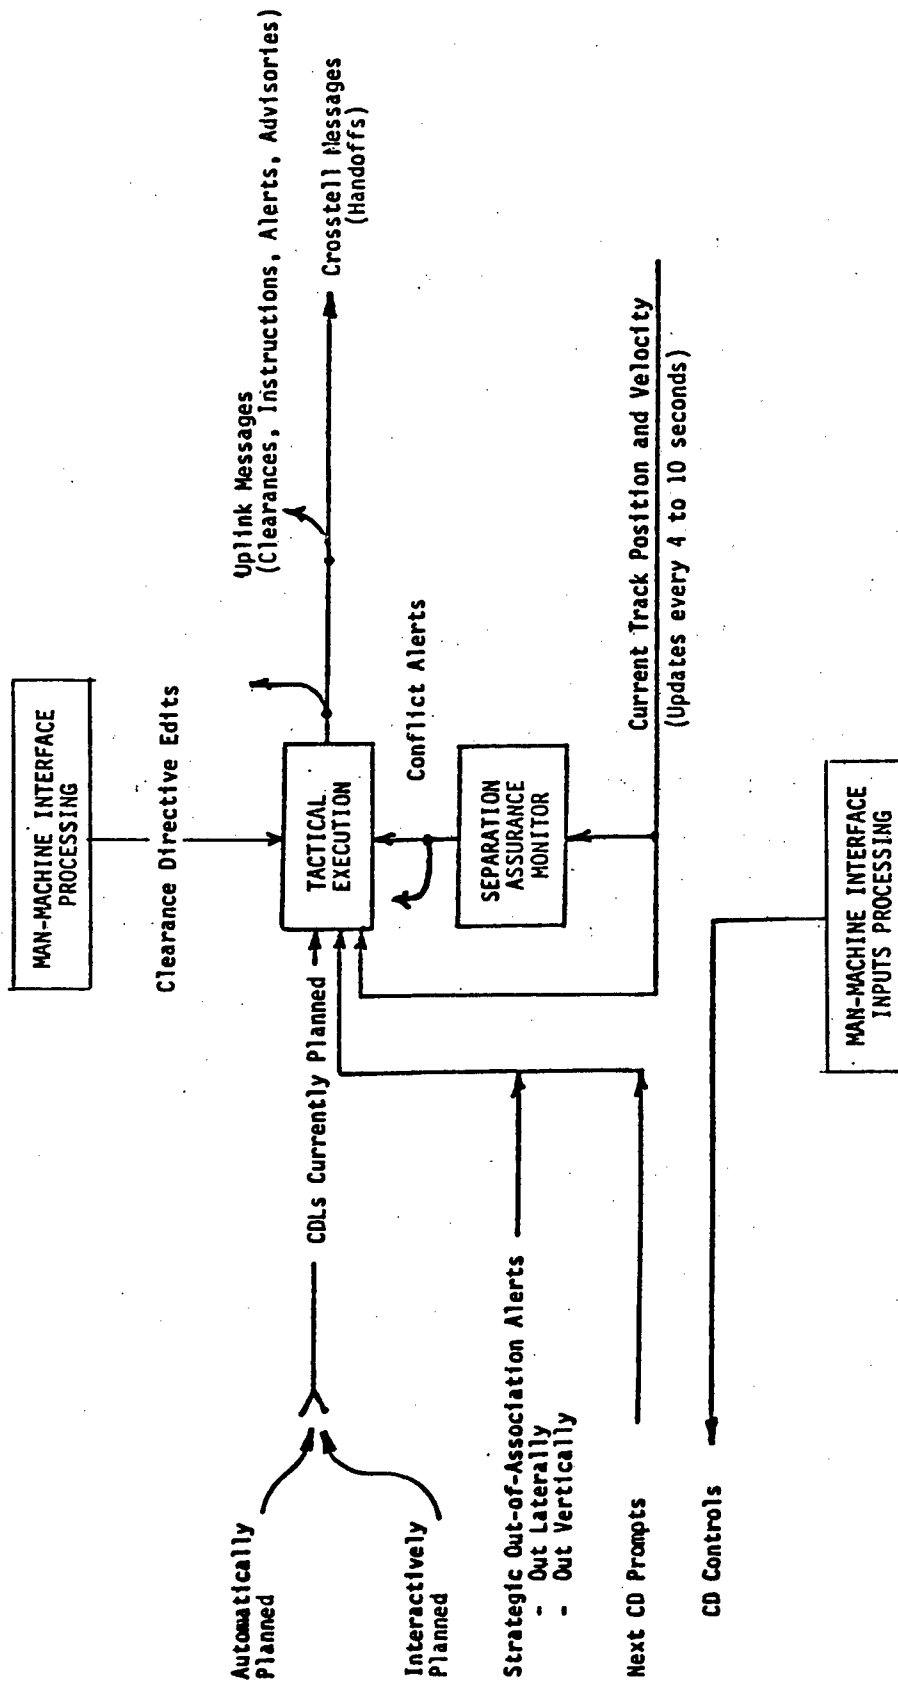 MAN-MACHINE INTERFACE
PROCESSING
Clearance Directive Edits
Uplink Messages
(Clearances, Instructions, Alerts, Advisories)
Crosstell Messages
(Handoffs)
Automatically
Planned
Interactively
Planned
CDLs Currently Planned
TACTICAL
EXECUTION
Conflict Alerts
SEPARATION
ASSURANCE
MONITOR
Strategic Out-of-Association Alerts
- Out Laterally
- Out Vertically
Next CD Prompts
Current Track Position and Velocity
(Updates every 4 to 10 seconds)
CD Controls
MAN-MACHINE INTERFACE
INPUTS PROCESSING